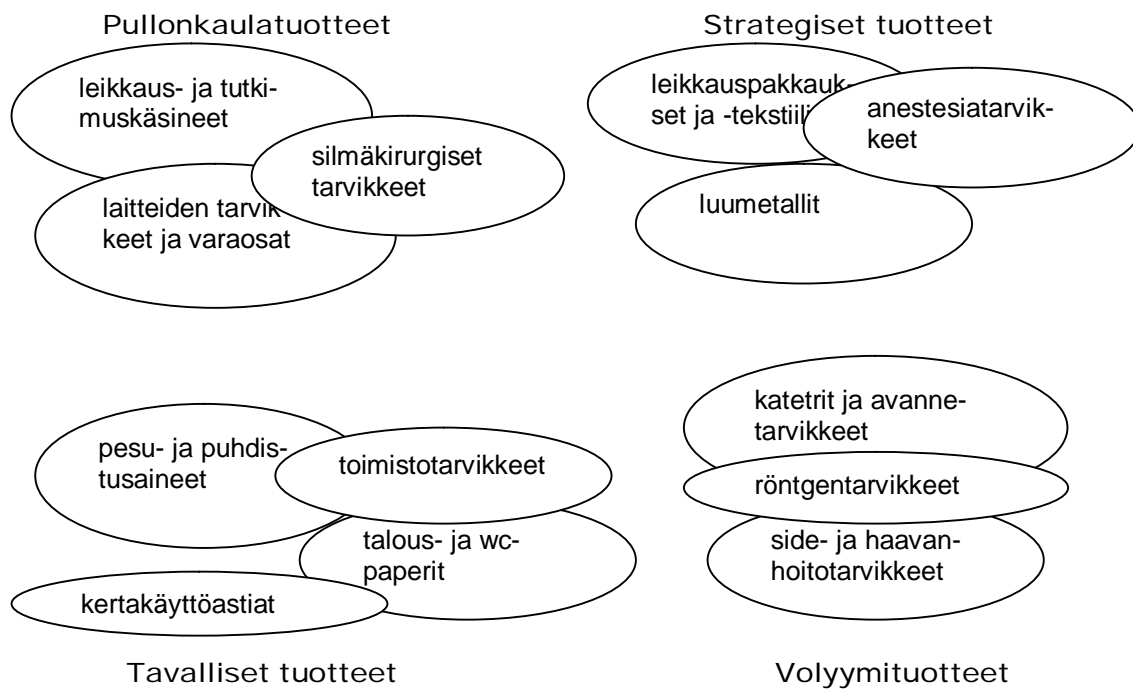 Pullonkaulatuotteet
Strategiset tuotteet
leikkaus- ja tutki-
muskäsineet
silmäkirurgiset
tarvikkeet
laitteiden tarvik
keet ja varaosat
leikkauspakkauk-
set ja -tekstiili
anestesiatarvik-
keet
luumetallit
pesu- ja puhdis-
tusaineet
toimistotarvikkeet
talous- ja wc-
paperit
kertakäyttöastiat
katetrit ja avanne-
tarvikkeet
röntgentarvikkeet
side- ja haavan-
hoitotarvikkeet
Tavalliset tuotteet
Volyymituotteet